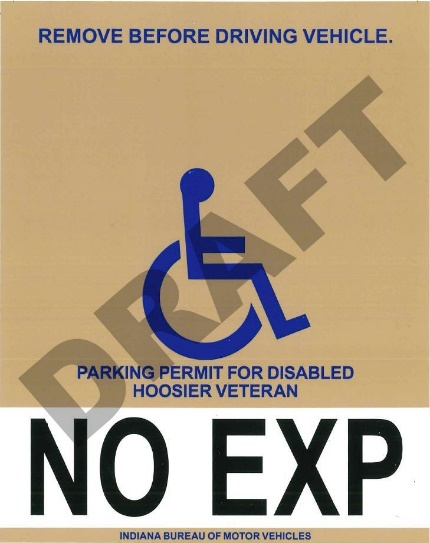 REMOVE BEFORE DRIVING VEHICLE.
DRAFT
PARKING PERMIT FOR DISABLED
HOOSIER VETERAN
NO EXP
INDIANA BUREAU OF MOTOR VEHICLES